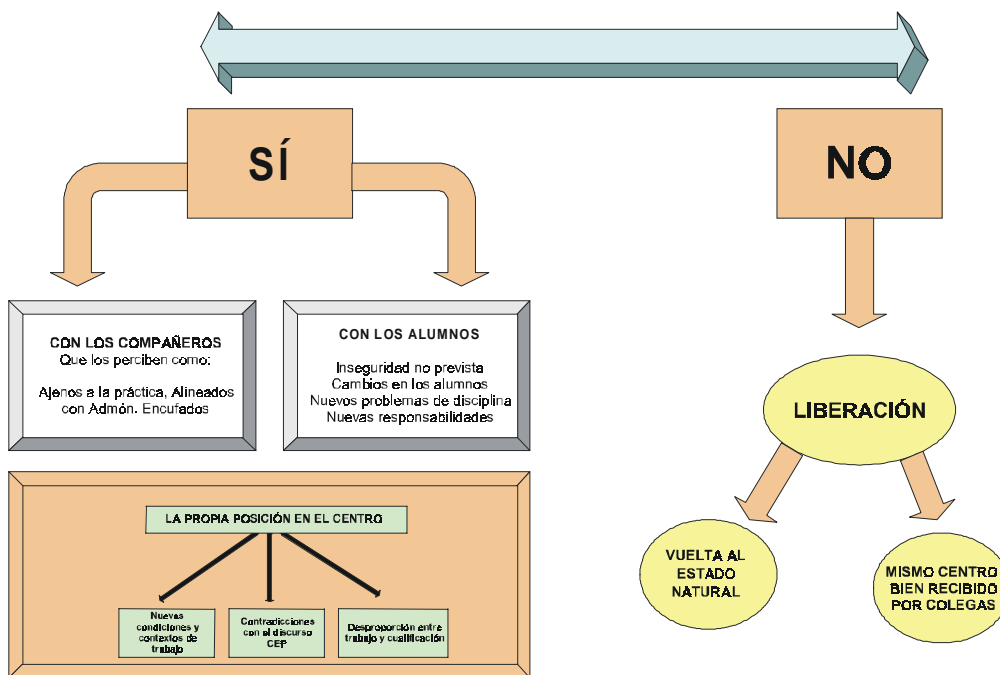 SÍ
NO
CON LOS COMPAÑEROS
Que los perciben como:
Ajenos a la práctica, Alineados
con Admón. Encufados
CON LOS ALUMNOS
Inseguridad no prevista
Cambios en los alumnos
Nuevos problemas de disciplina
Nuevas responsabilidades
LA PROPIA POSICIÓN EN EL CENTRO
Nuevas
condiciones y
contextos de
trabajo
Contradicciones
con el discurso
CEP
Desproporción entre
trabajo y cualificación
LIBERACIÓN
VUELTA AL
ESTADO
NATURAL
MISMO CENTRO
BIEN RECIBIDO
POR COLEGAS